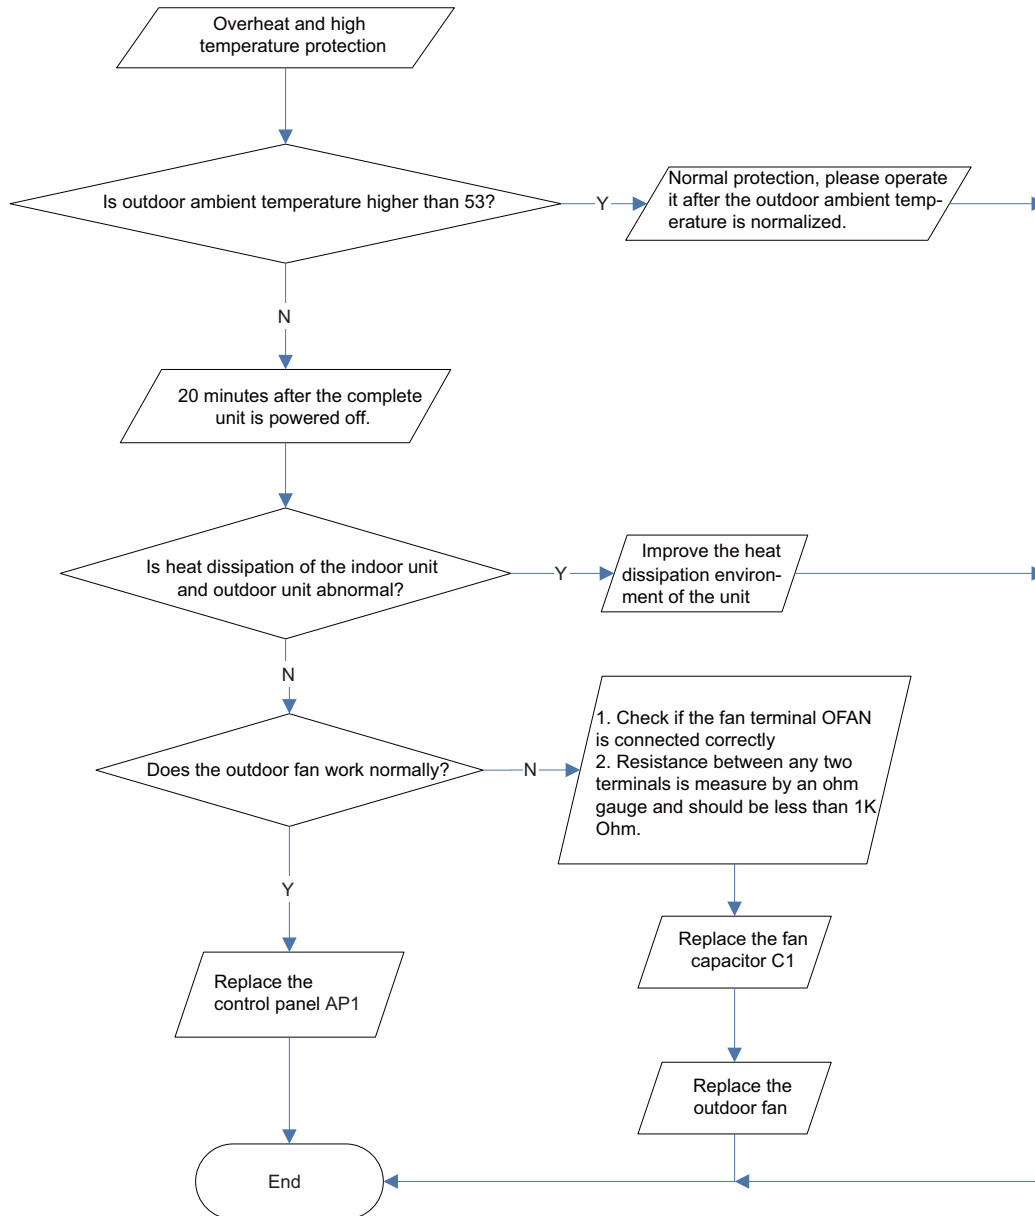 Overheat and high
temperature protection
Is outdoor ambient temperature higher than 53?
Y
Normal protection, please operate
it after the outdoor ambient temp-
erature is normalized.
N
20 minutes after the complete
unit is powered off.
Is heat dissipation of the indoor unit
and outdoor unit abnormal?
Y
Improve the heat
dissipation environ-
ment of the unit
N
Does the outdoor fan work normally?
N
1. Check if the fan terminal OFAN
is connected correctly
2. Resistance between any two
terminals is measure by an ohm
gauge and should be less than 1K
Ohm.
Y
Replace the fan
capacitor C1
Replace the
control panel AP1
Replace the
outdoor fan
End